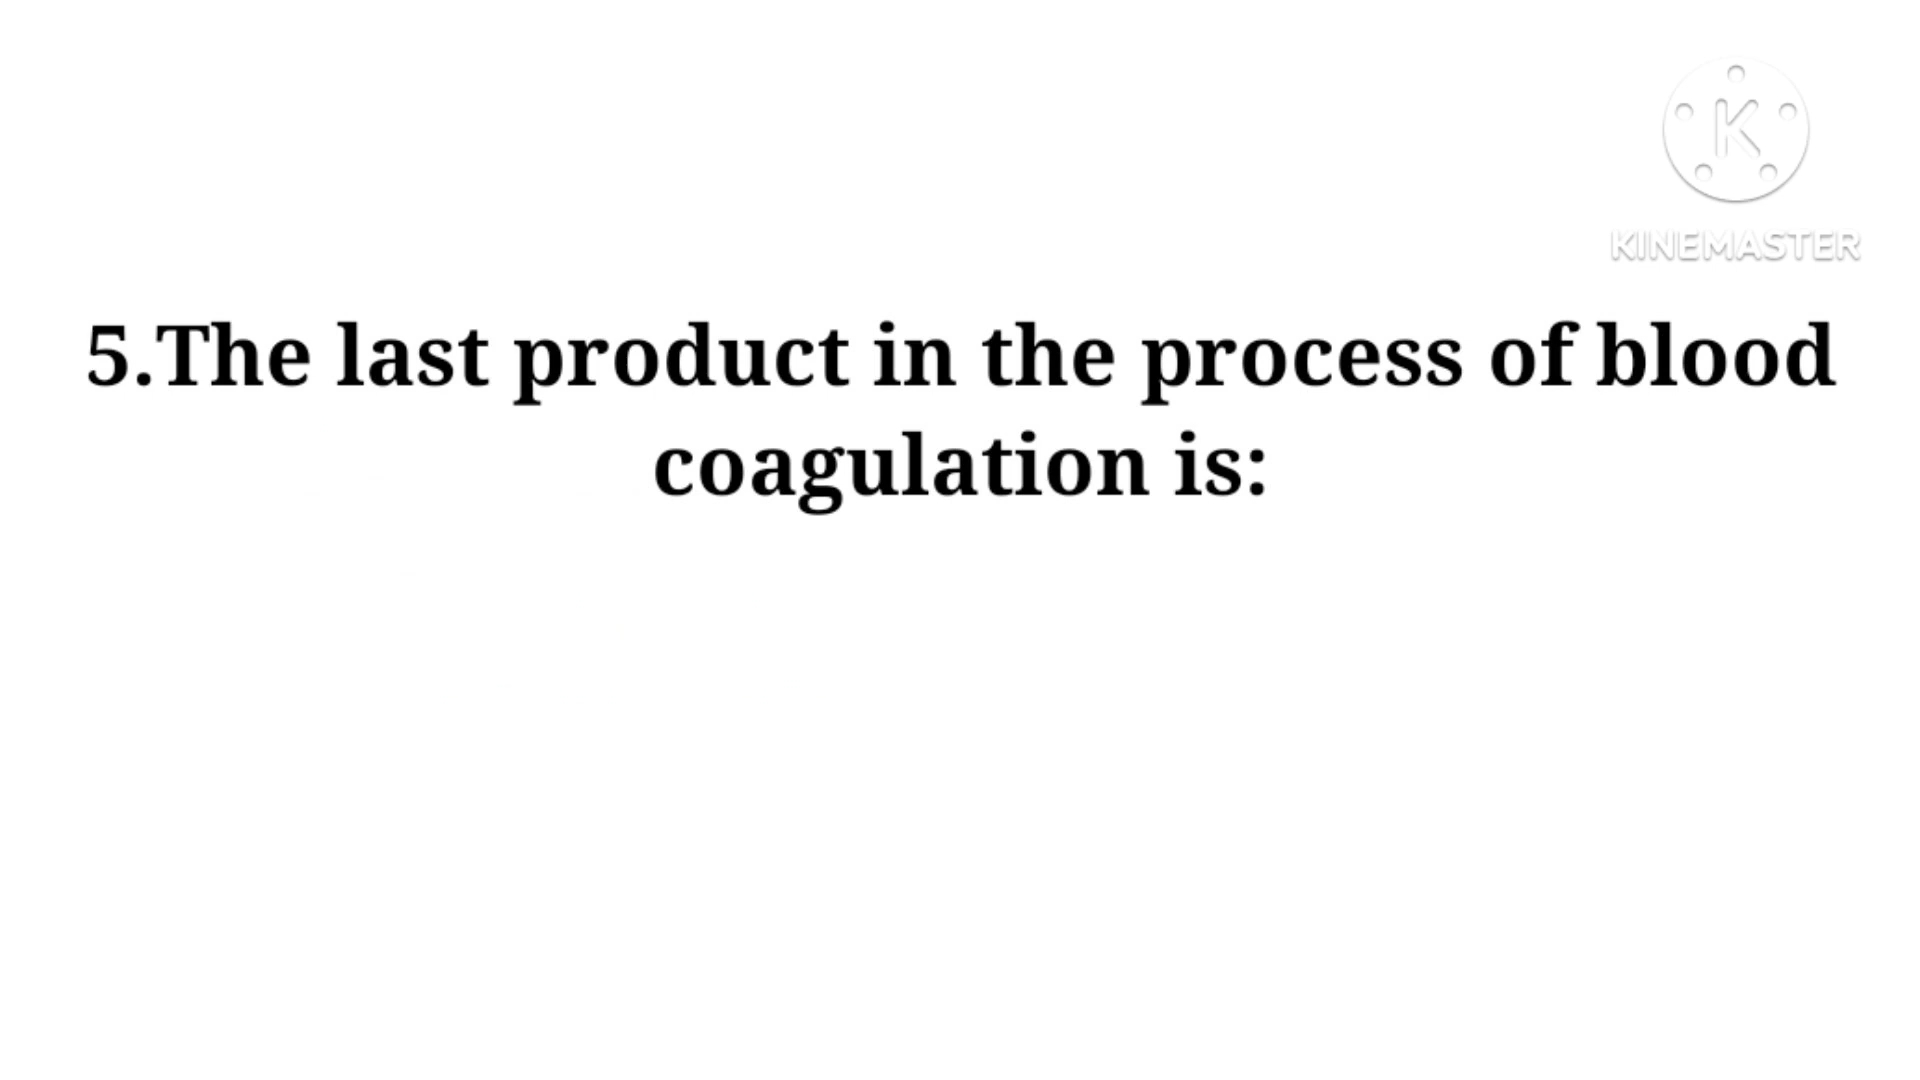 K
KINEMASTER
5.The last product in the process of blood
coagulation is: